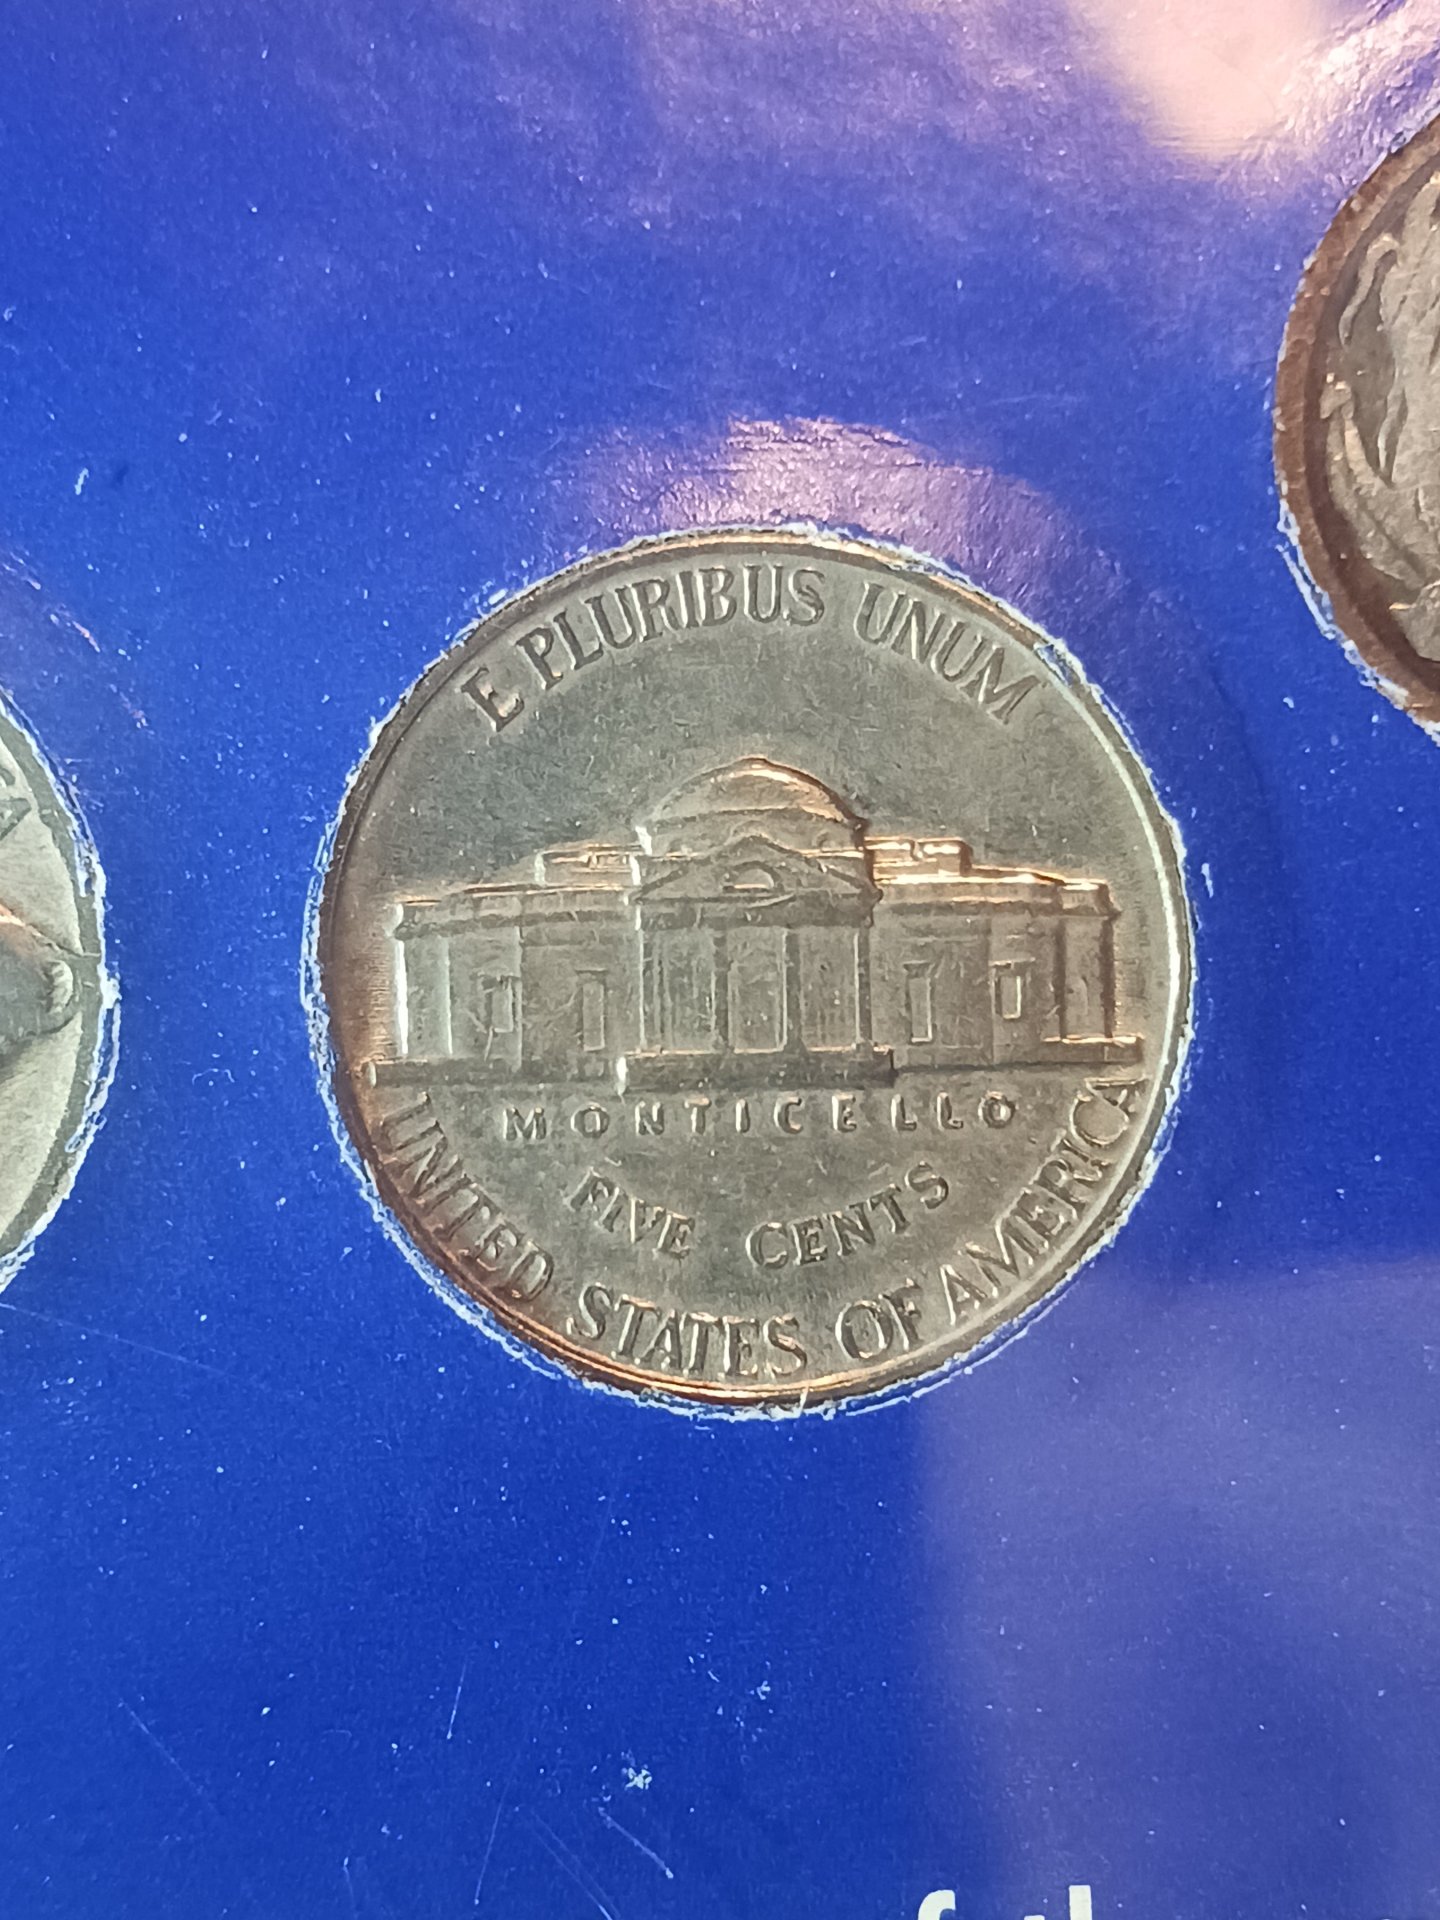 E PLURIBUS UNUM
MONTICELLO
FIVE CENTS
UNITED STATES OF AMERICA